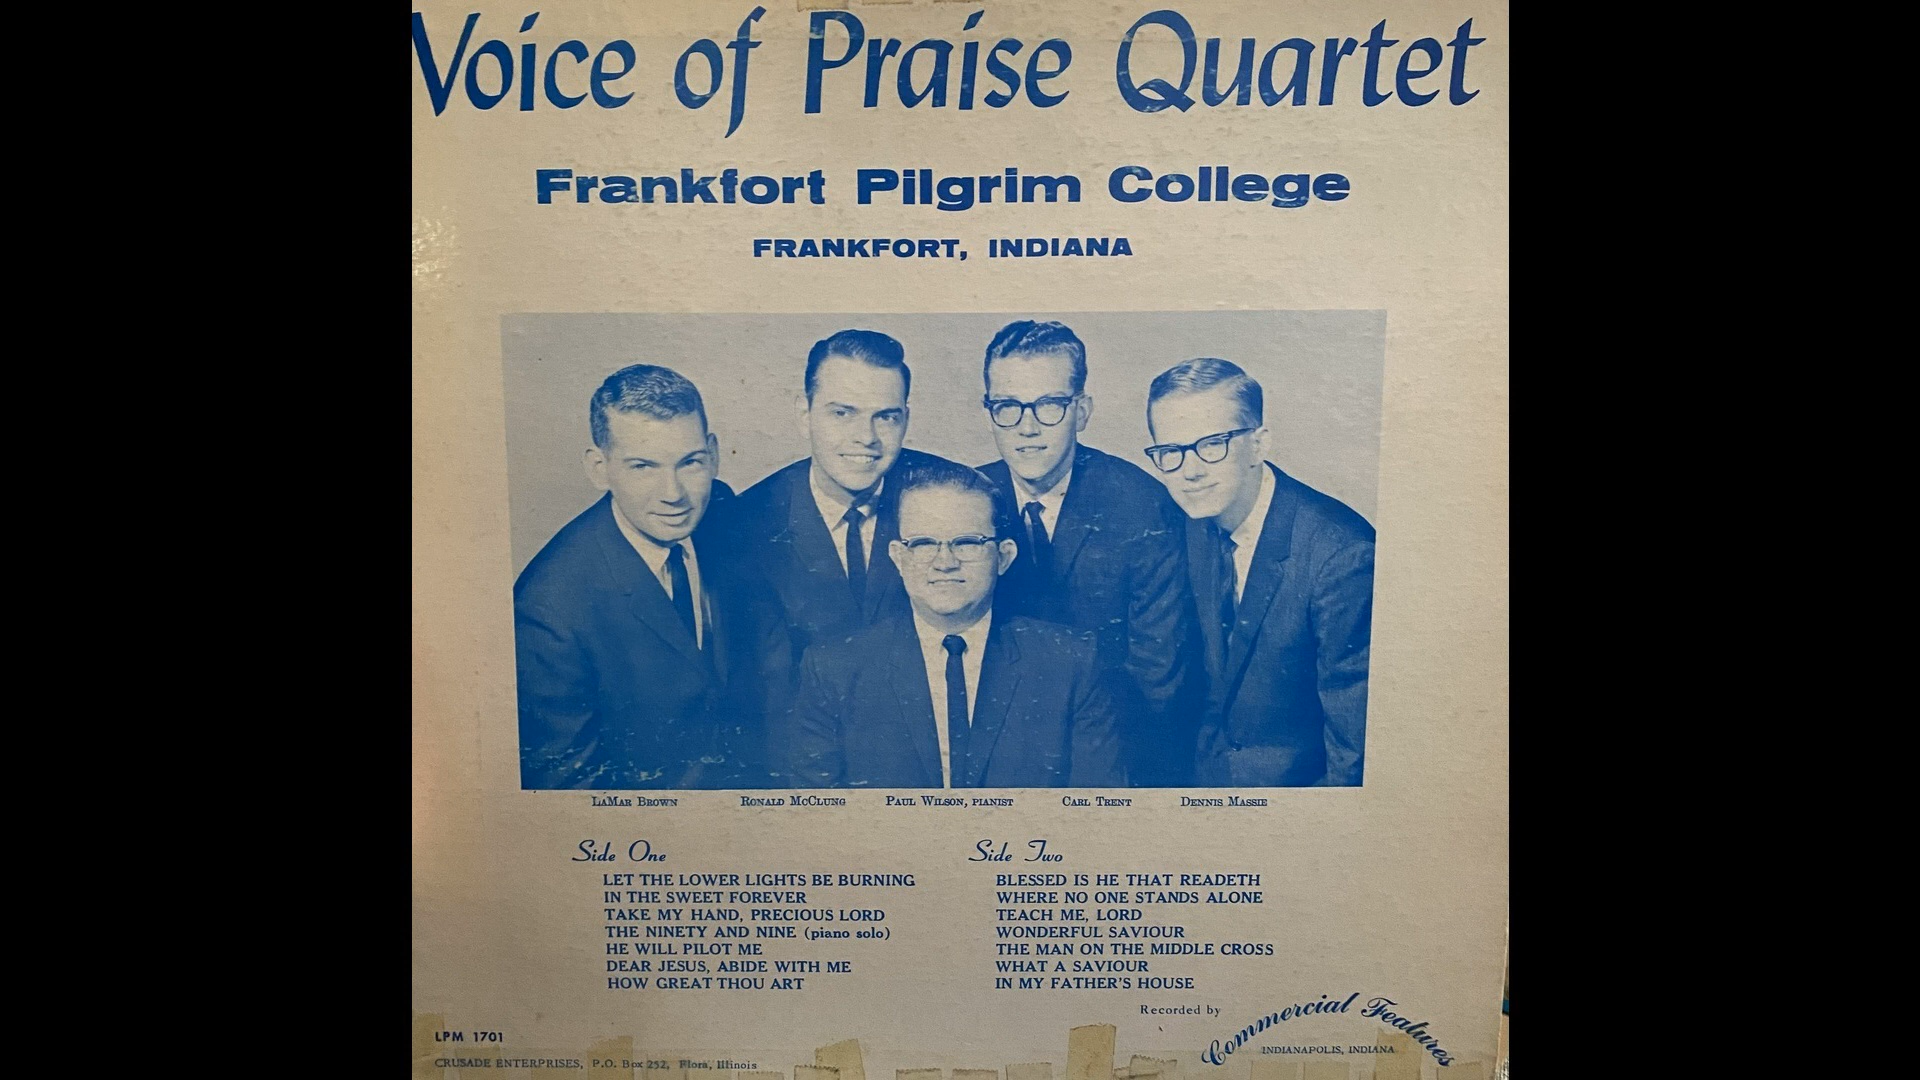 Voice of Praise Quartet
Frankfort Pilgrim College
FRANKFORT, INDIANA
LaMar Brown Ronald McClung Paul Wilson, pianist Carl Trent Dennis Massie
Side One
LET THE LOWER LIGHTS BE BURNING
IN THE SWEET FOREVER
TAKE MY HAND, PRECIOUS LORD
THE NINETY AND NINE (piano solo)
HE WILL PILOT ME
DEAR JESUS, ABIDE WITH ME
HOW GREAT THOU ART
Side Two
BLESSED IS HE THAT READETH
WHERE NO ONE STANDS ALONE
TEACH ME, LORD
WONDERFUL SAVIOUR
THE MAN ON THE MIDDLE CROSS
WHAT A SAVIOUR
IN MY FATHER'S HOUSE
Recorded by
Commercial Features
INDIANAPOLIS, INDIANA
LPM 1701
CRUSADE ENTERPRISES, P.O. Box 252, Flora, Illinois